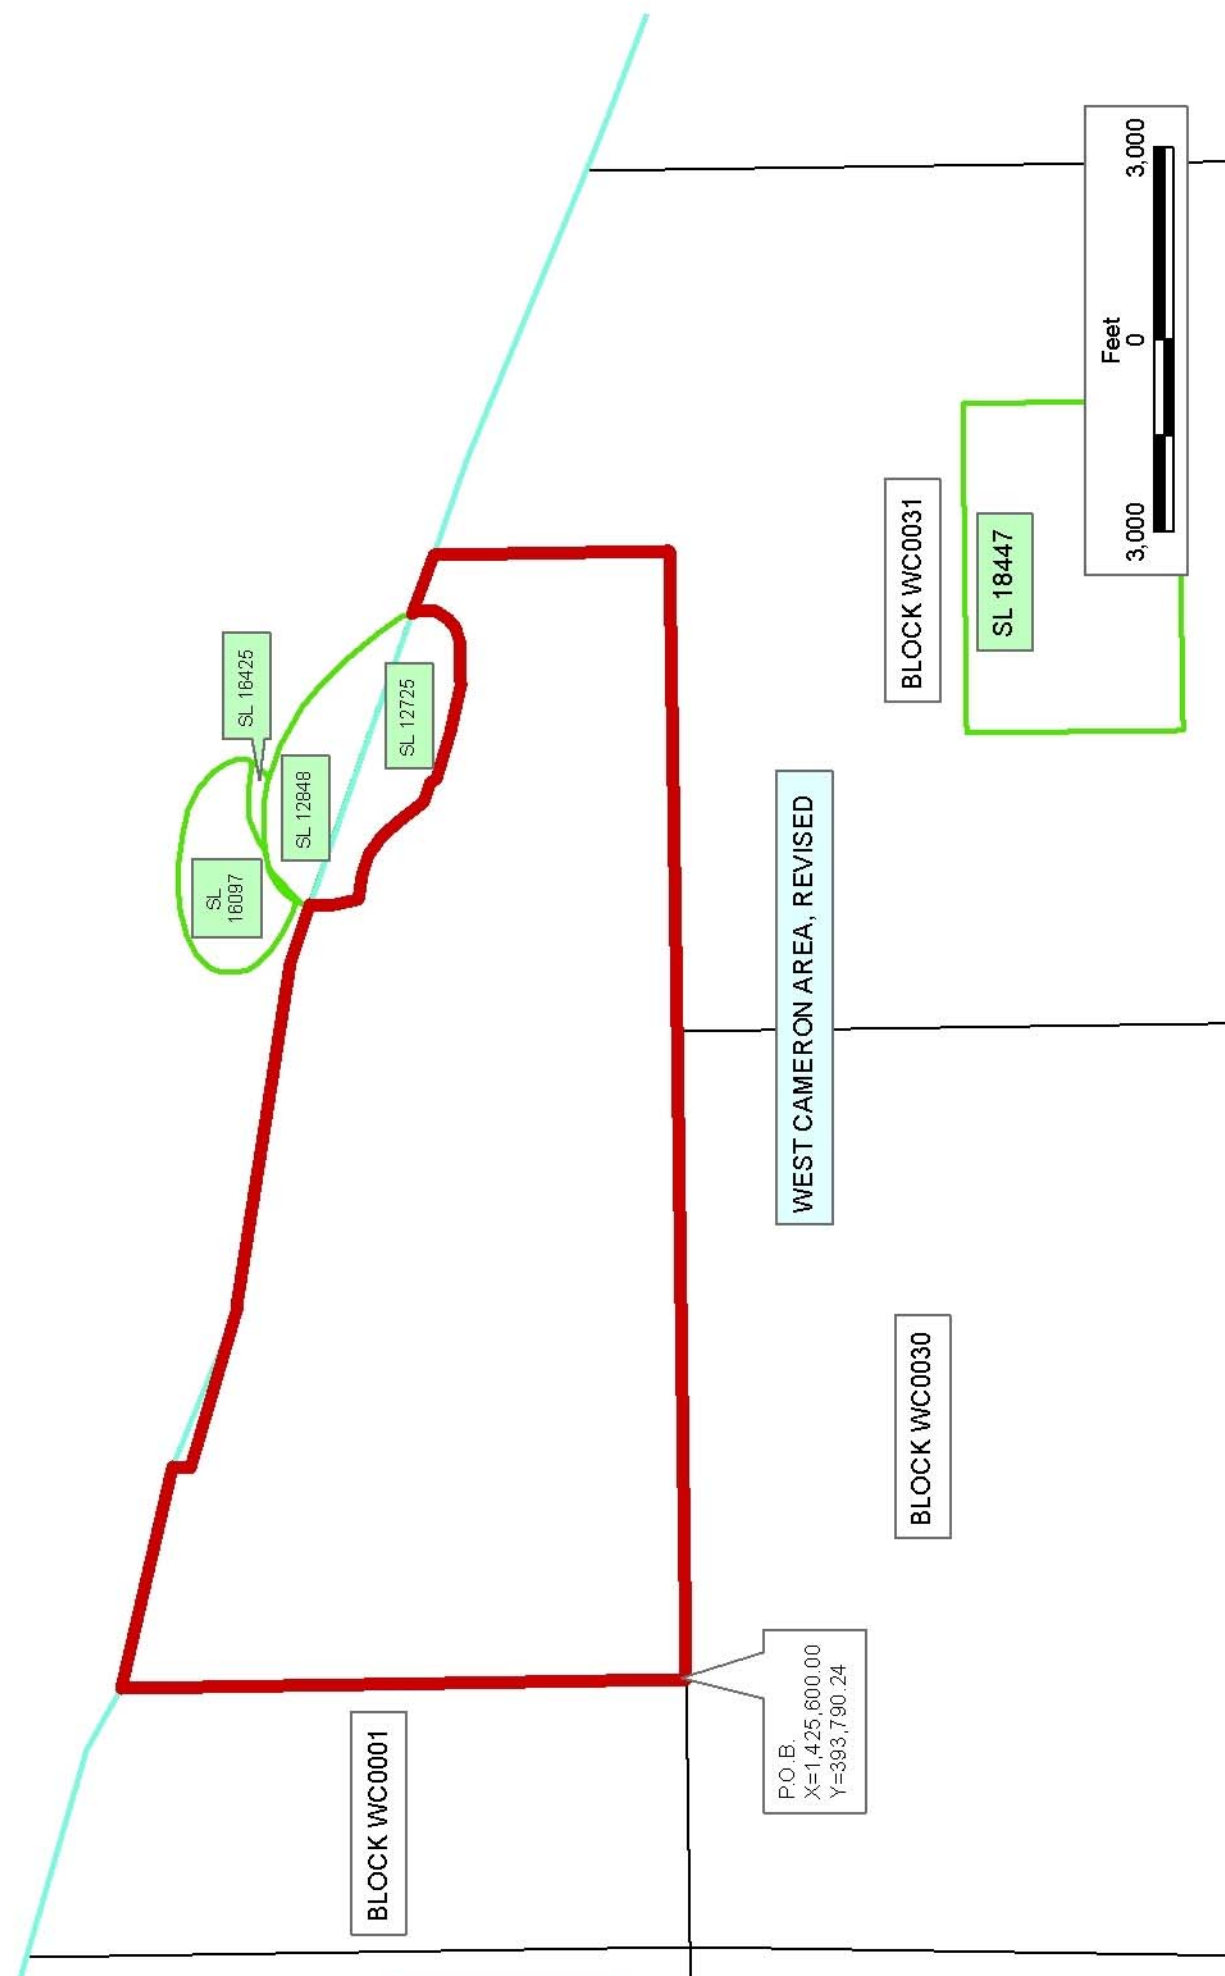 SL 16425
SL
16097
SL 12848
SL 12725
BLOCK WC0001
P.O.B.
X=1,425,600.00
Y=393,790.24
WEST CAMERON AREA, REVISED
BLOCK WC0030
BLOCK WC0031
SL 18447
Feet
3,000 0 3,000